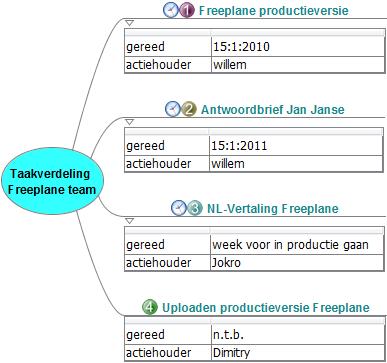 1 Freeplane productieversie
gereed 15:1:2010
actiehouder willem
2 Antwoordbrief Jan Janse
gereed 15:1:2011
actiehouder willem
Taakverdeling
Freeplane team
3 NL-Vertaling Freeplane
gereed week voor in productie gaan
actiehouder Jokro
4 Uploaden productieversie Freeplane
gereed n.t.b.
actiehouder Dimitry